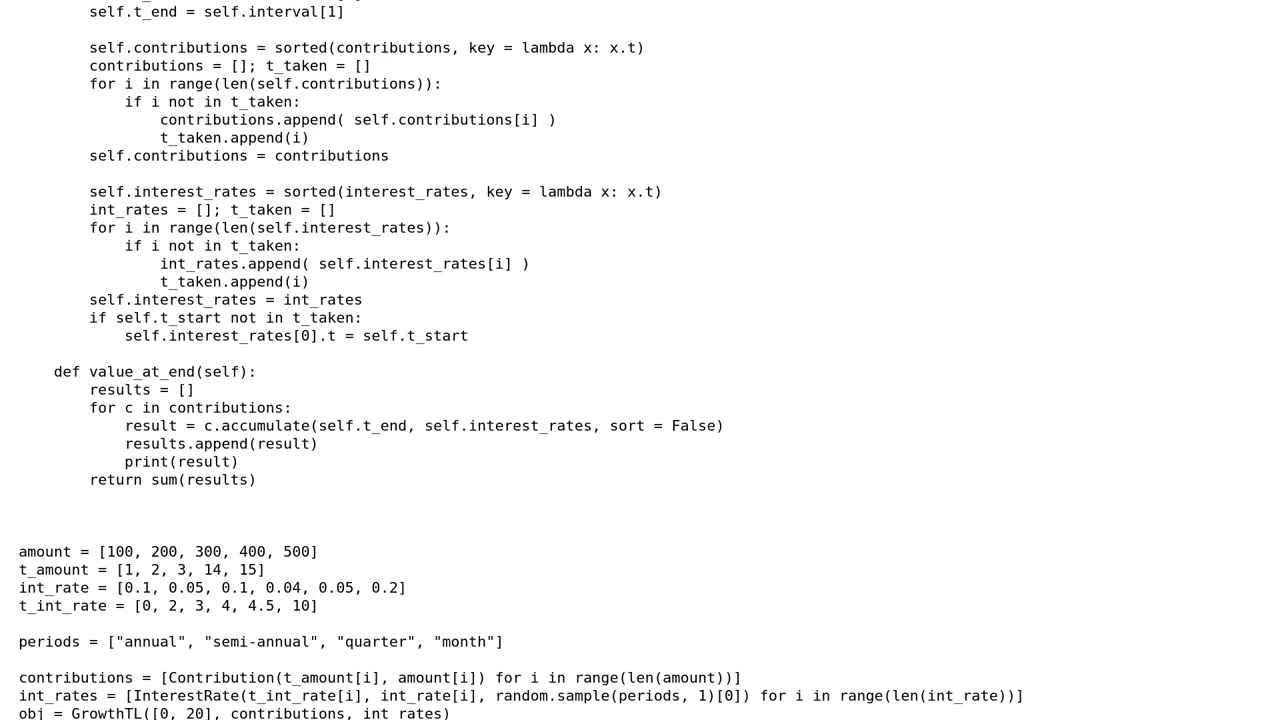 self.t_end = self.interval[1]
self.contributions = sorted(contributions, key = lambda x: x.t)
contributions = []; t_taken = []
for i in range(len(self.contributions)):
if i not in t_taken:
contributions.append( self.contributions[i] )
t_taken.append(i)
self.contributions = contributions
self.interest_rates = sorted(interest_rates, key = lambda x: x.t)
int_rates = []; t_taken = []
for i in range(len(self.interest_rates)):
if i not in t_taken:
int_rates.append( self.interest_rates[i] )
t_taken.append(i)
self.interest_rates = int_rates
if self.t_start not in t_taken:
self.interest_rates[0].t = self.t_start
def value_at_end(self):
results = []
for c in contributions:
result = c.accumulate(self.t_end, self.interest_rates, sort = False)
results.append(result)
print(result)
return sum(results)
amount = [100, 200, 300, 400, 500]
t_amount = [1, 2, 3, 14, 15]
int_rate = [0.1, 0.05, 0.1, 0.04, 0.05, 0.2]
t_int_rate = [0, 2, 3, 4, 4.5, 10]
periods = ["annual", "semi-annual", "quarter", "month"]
contributions = [Contribution(t_amount[i], amount[i]) for i in range(len(amount))]
int_rates = [InterestRate(t_int_rate[i], int_rate[i], random.sample(periods, 1)[0]) for i in range(len(int_rate))]
obj = GrowthTL([0, 20], contributions, int_rates)